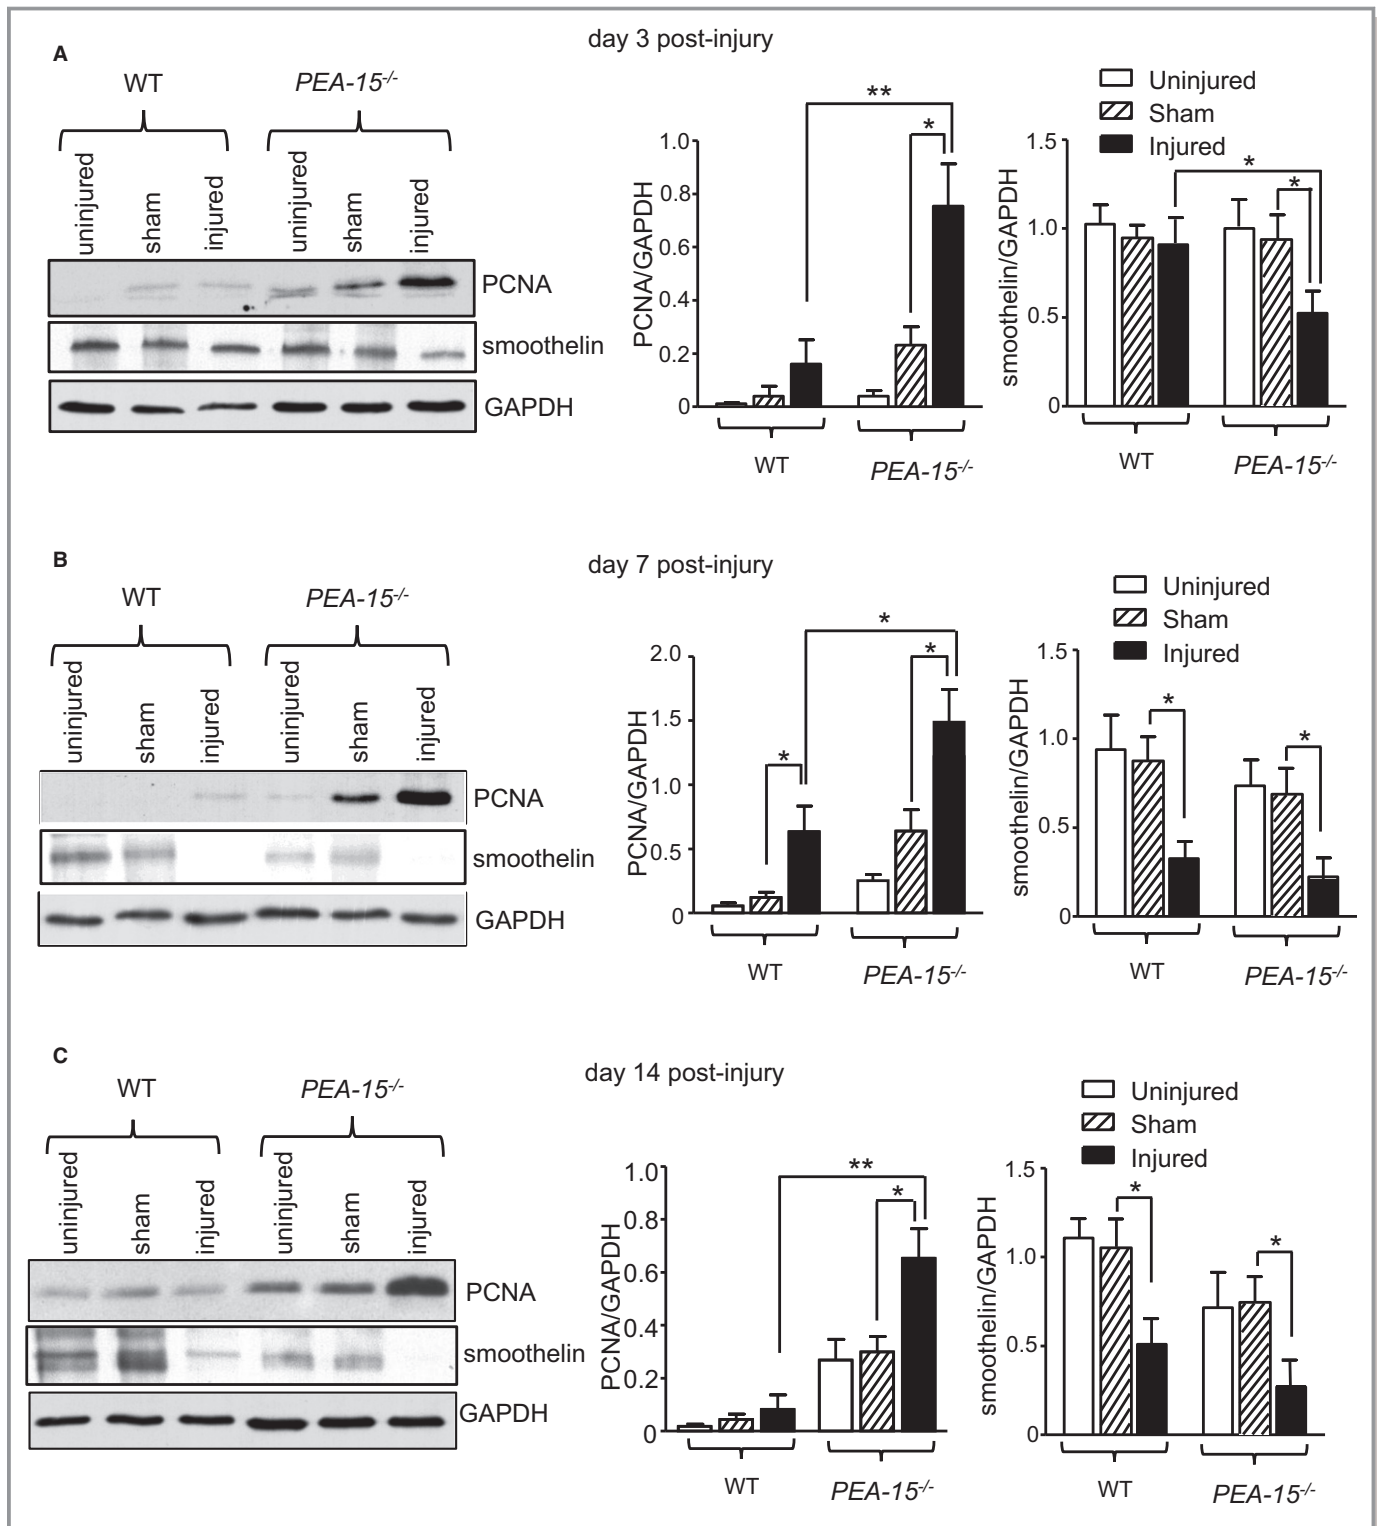 A
day 3 post-injury
WT
PEA-15-/-
uninjured
sham
injured
uninjured
sham
injured
PCNA
smoothelin
GAPDH
**
*
1.0
0.8
0.6
0.4
0.2
0
PCNA/GAPDH
WT
PEA-15-/-
Uninjured
Sham
Injured
*
*
1.5
1.0
0.5
0
smoothelin/GAPDH
WT
PEA-15-/-
B
day 7 post-injury
WT
PEA-15-/-
uninjured
sham
injured
uninjured
sham
injured
PCNA
smoothelin
GAPDH
*
*
*
2.0
1.5
1.0
0.5
0
PCNA/GAPDH
WT
PEA-15-/-
Uninjured
Sham
Injured
*
*
1.5
1.0
0.5
0
smoothelin/GAPDH
WT
PEA-15-/-
C
day 14 post-injury
WT
PEA-15-/-
uninjured
sham
injured
uninjured
sham
injured
PCNA
smoothelin
GAPDH
**
*
1.0
0.8
0.6
0.4
0.2
0
PCNA/GAPDH
WT
PEA-15-/-
Uninjured
Sham
Injured
*
*
1.5
1.0
0.5
0
smoothelin/GAPDH
WT
PEA-15-/-